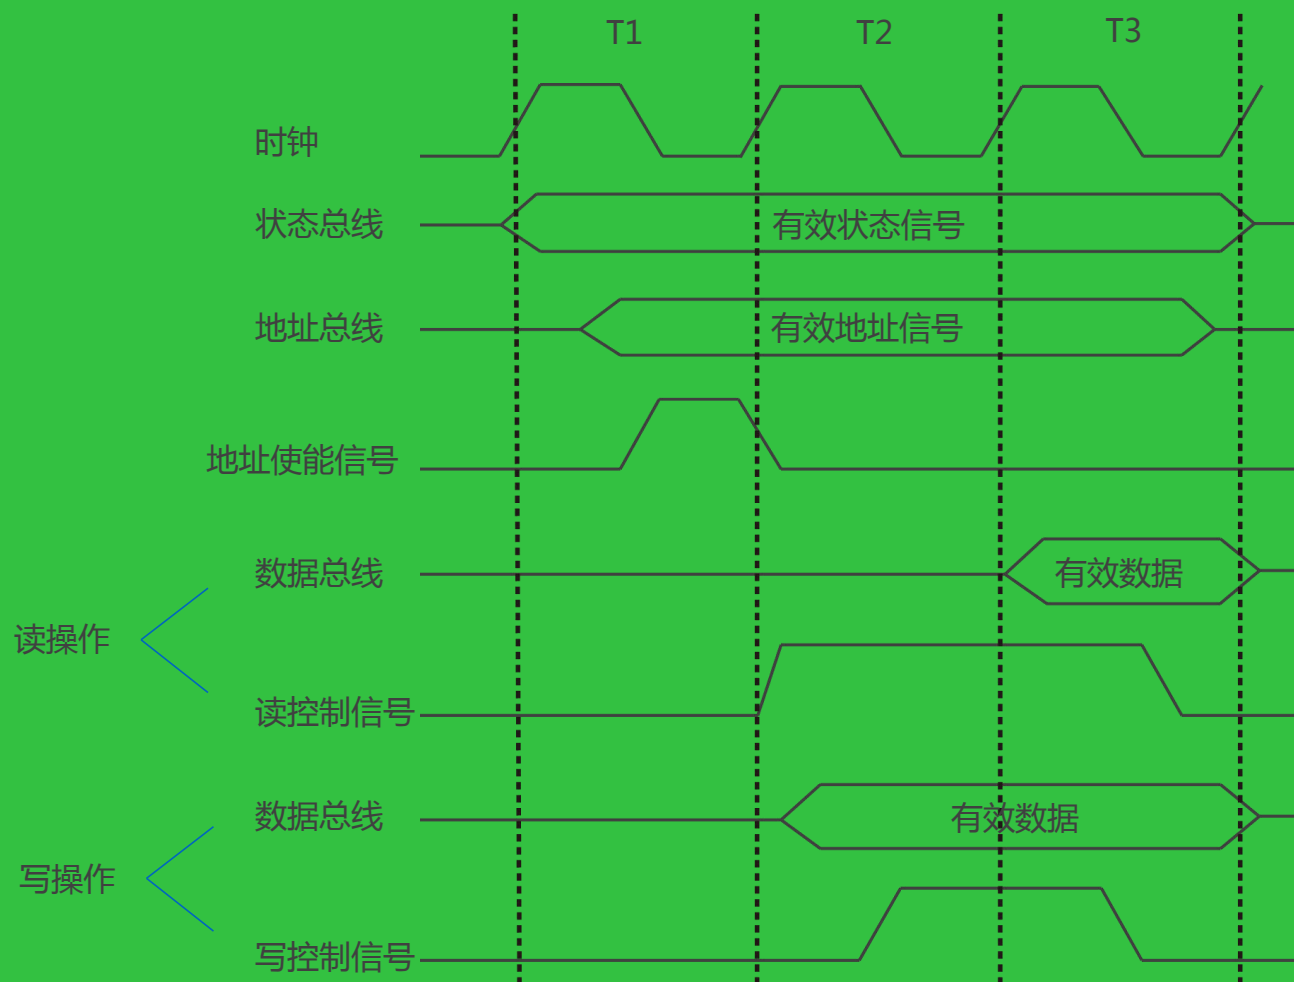 T1 T2 T3
时钟
状态总线 有效状态信号
地址总线 有效地址信号
地址使能信号
数据总线 有效数据
读操作
读控制信号
数据总线 有效数据
写操作
写控制信号